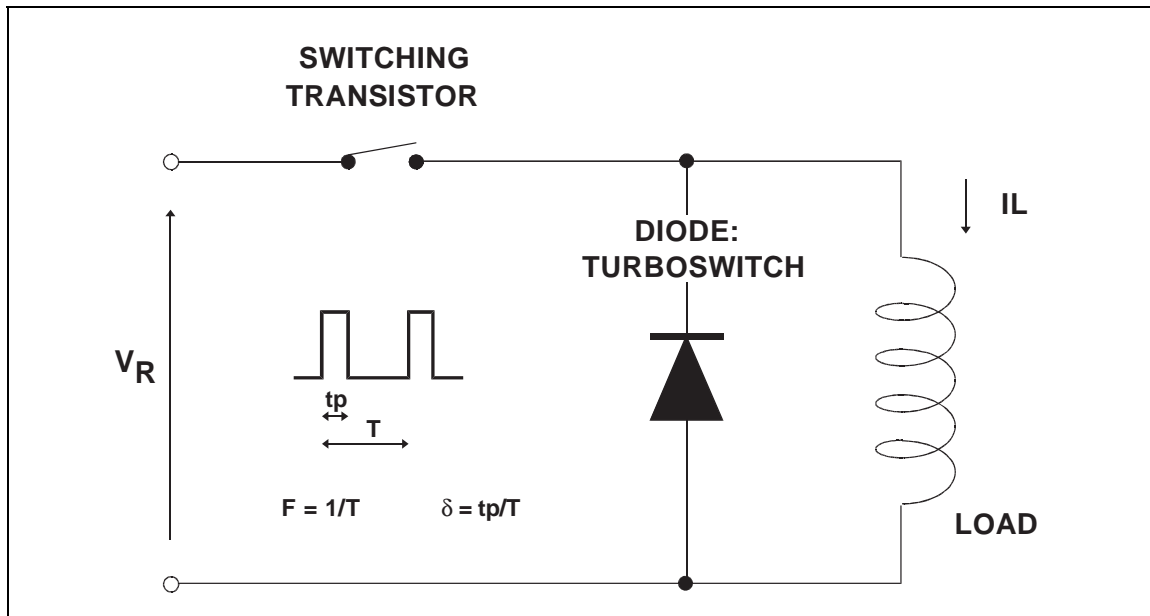 SWITCHING
TRANSISTOR
IL
DIODE:
TURBOSWITCH
VR
tp
T
F = 1/T
δ = tp/T
LOAD